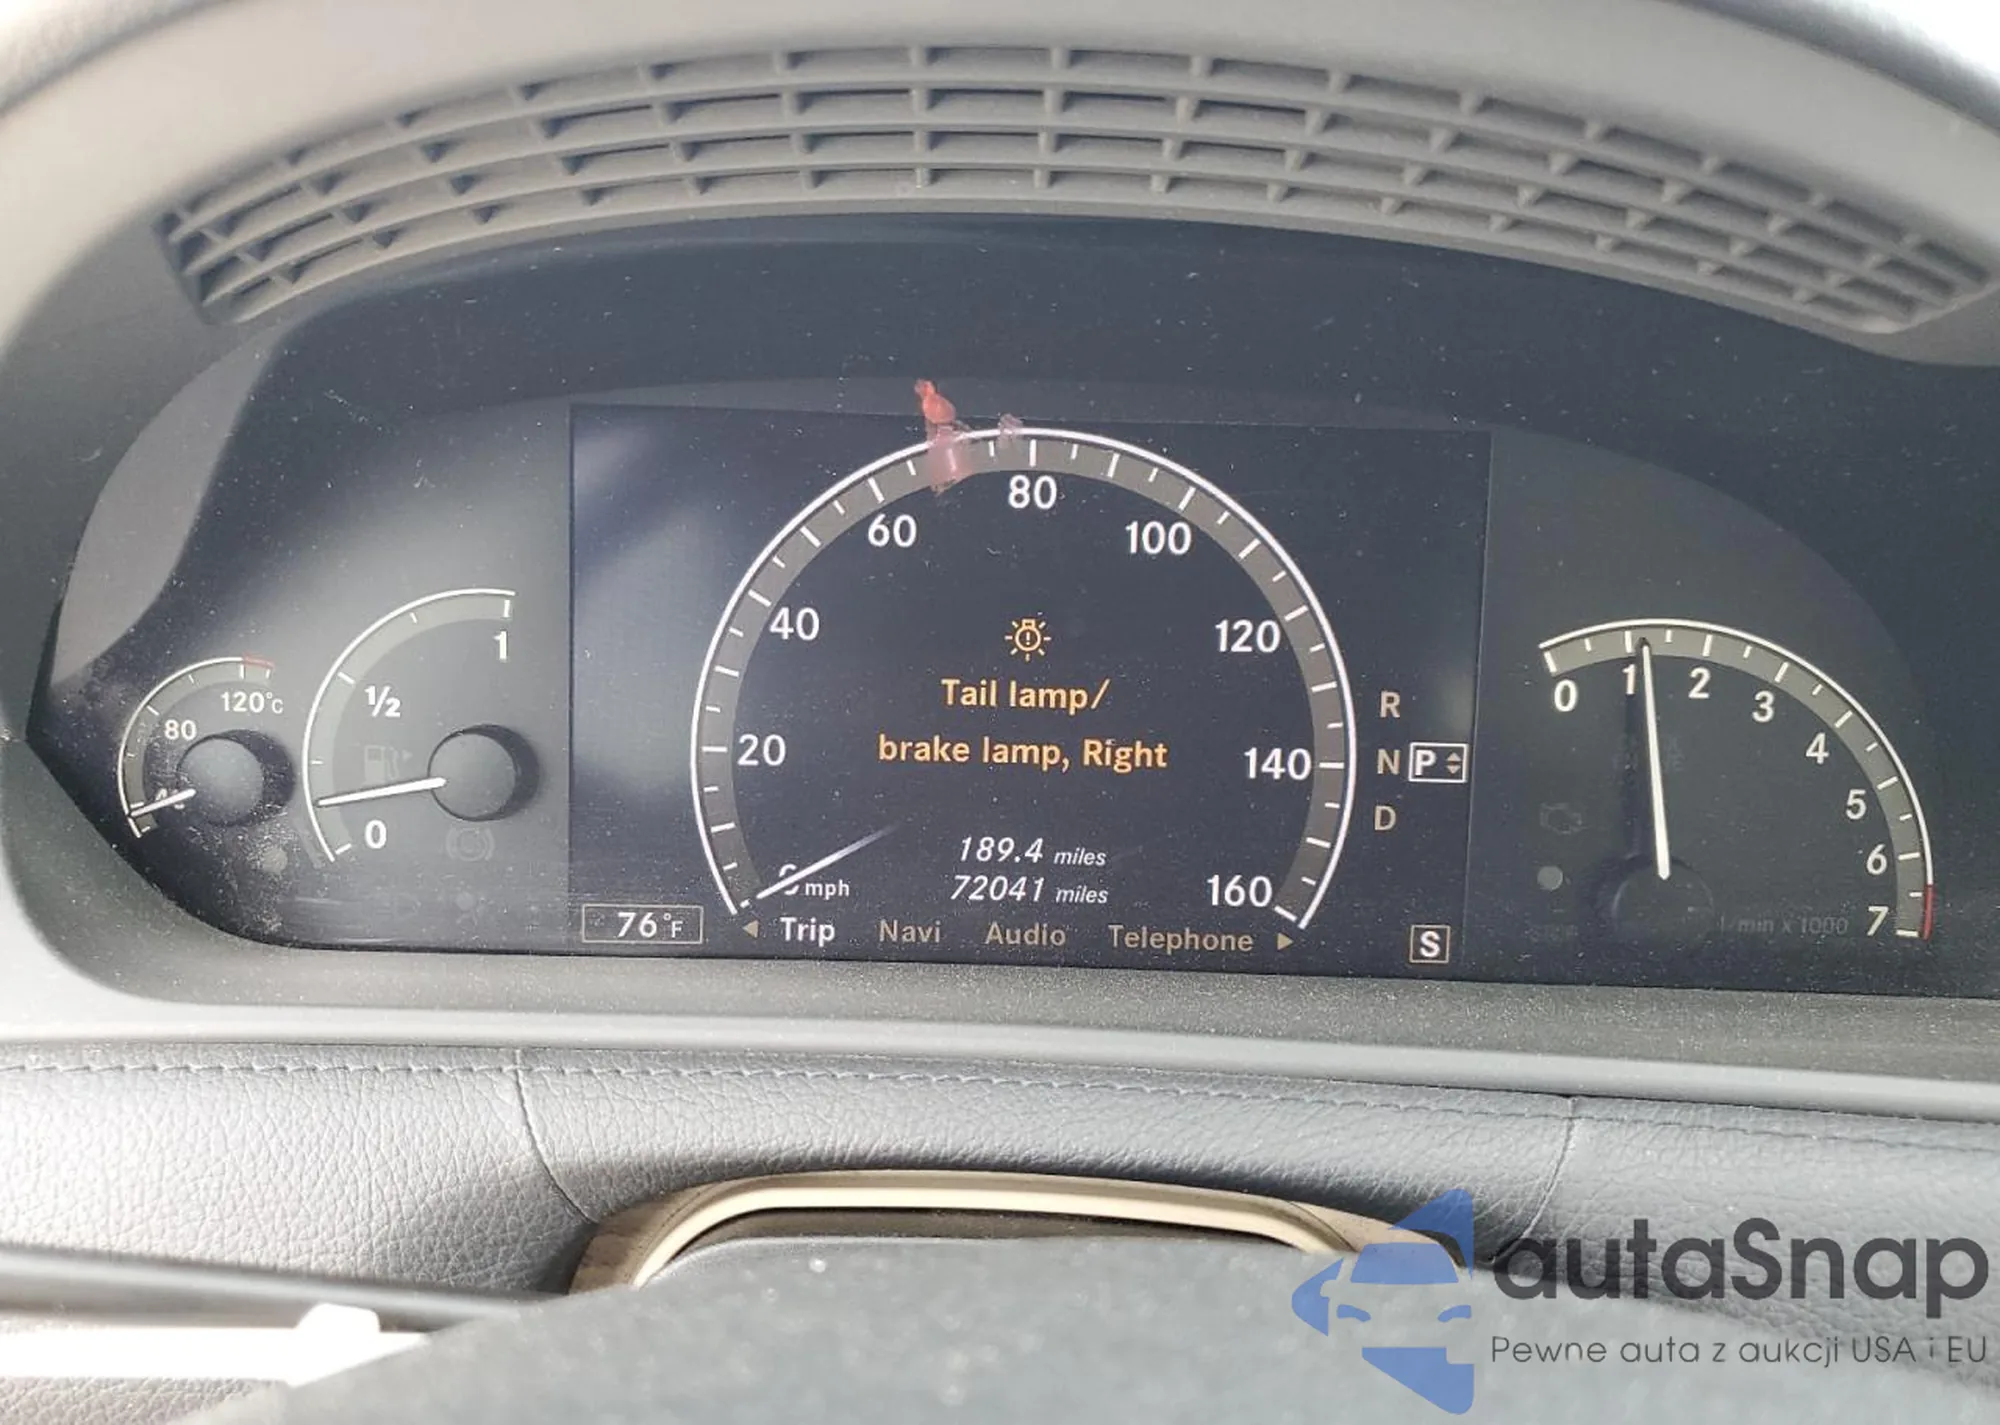 80
60
100
40
120
1
Tail lamp/
120°C
½
R
0
1
2
3
80
20
brake lamp, Right
140
N
P
4
D
5
0
189.4 miles
6
mph
72041 miles
160
76°F
Trip
Navi
Audio
Telephone
S
1/min x 1000
7
autaSnap
Pewne auta z aukcji USA i EU